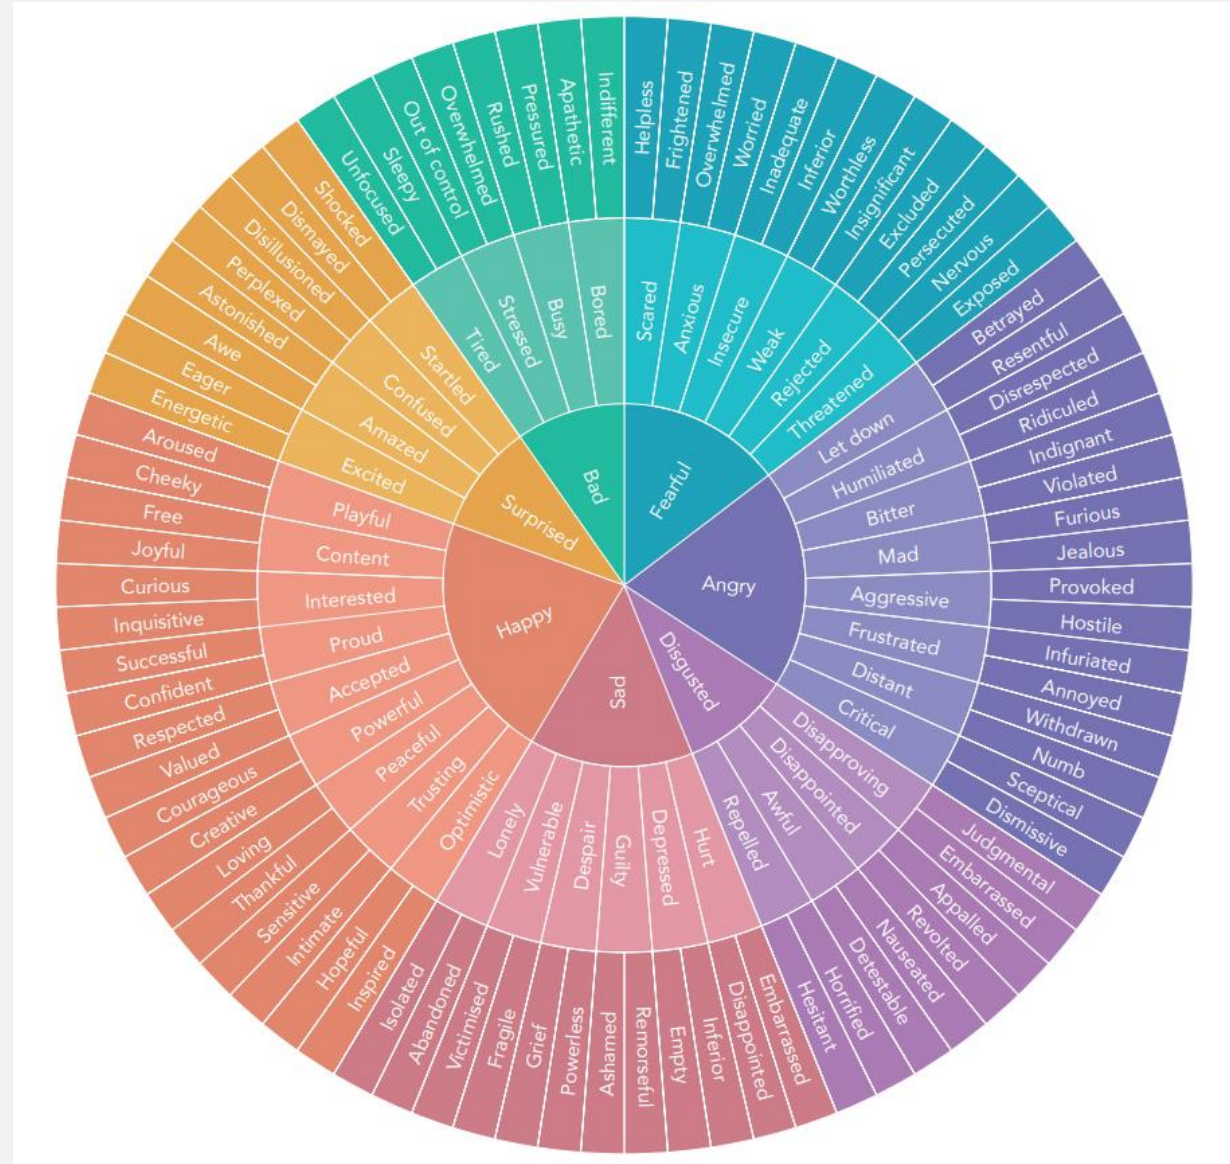 Fearful
Angry
Disgusted
Sad
Happy
Surprised
Bad
Scared
Anxious
Insecure
Weak
Rejected
Threatened
Let down
Humiliated
Bitter
Mad
Aggressive
Frustrated
Distant
Critical
Disapproving
Disappointed
Awful
Repelled
Hurt
Depressed
Guilty
Despair
Vulnerable
Lonely
Optimistic
Trusting
Peaceful
Powerful
Accepted
Proud
Interested
Content
Playful
Excited
Amazed
Confused
Startled
Tired
Stressed
Busy
Bored
Helpless
Frightened
Overwhelmed
Worried
Inadequate
Inferior
Worthless
Insignificant
Excluded
Persecuted
Nervous
Exposed
Betrayed
Resentful
Disrespected
Ridiculed
Indignant
Violated
Furious
Jealous
Provoked
Hostile
Infuriated
Annoyed
Withdrawn
Numb
Sceptical
Dismissive
Judgmental
Embarrassed
Appalled
Revolted
Nauseated
Detestable
Horrified
Hesitant
Embarrassed
Disappointed
Inferior
Empty
Remorseful
Ashamed
Powerless
Grief
Fragile
Victimised
Abandoned
Isolated
Inspired
Hopeful
Intimate
Sensitive
Thankful
Loving
Creative
Courageous
Valued
Respected
Confident
Successful
Inquisitive
Curious
Joyful
Free
Cheeky
Aroused
Energetic
Eager
Awe
Astonished
Perplexed
Disillusioned
Dismayed
Shocked
Unfocused
Sleepy
Out of control
Overwhelmed
Rushed
Pressured
Apathetic
Indifferent